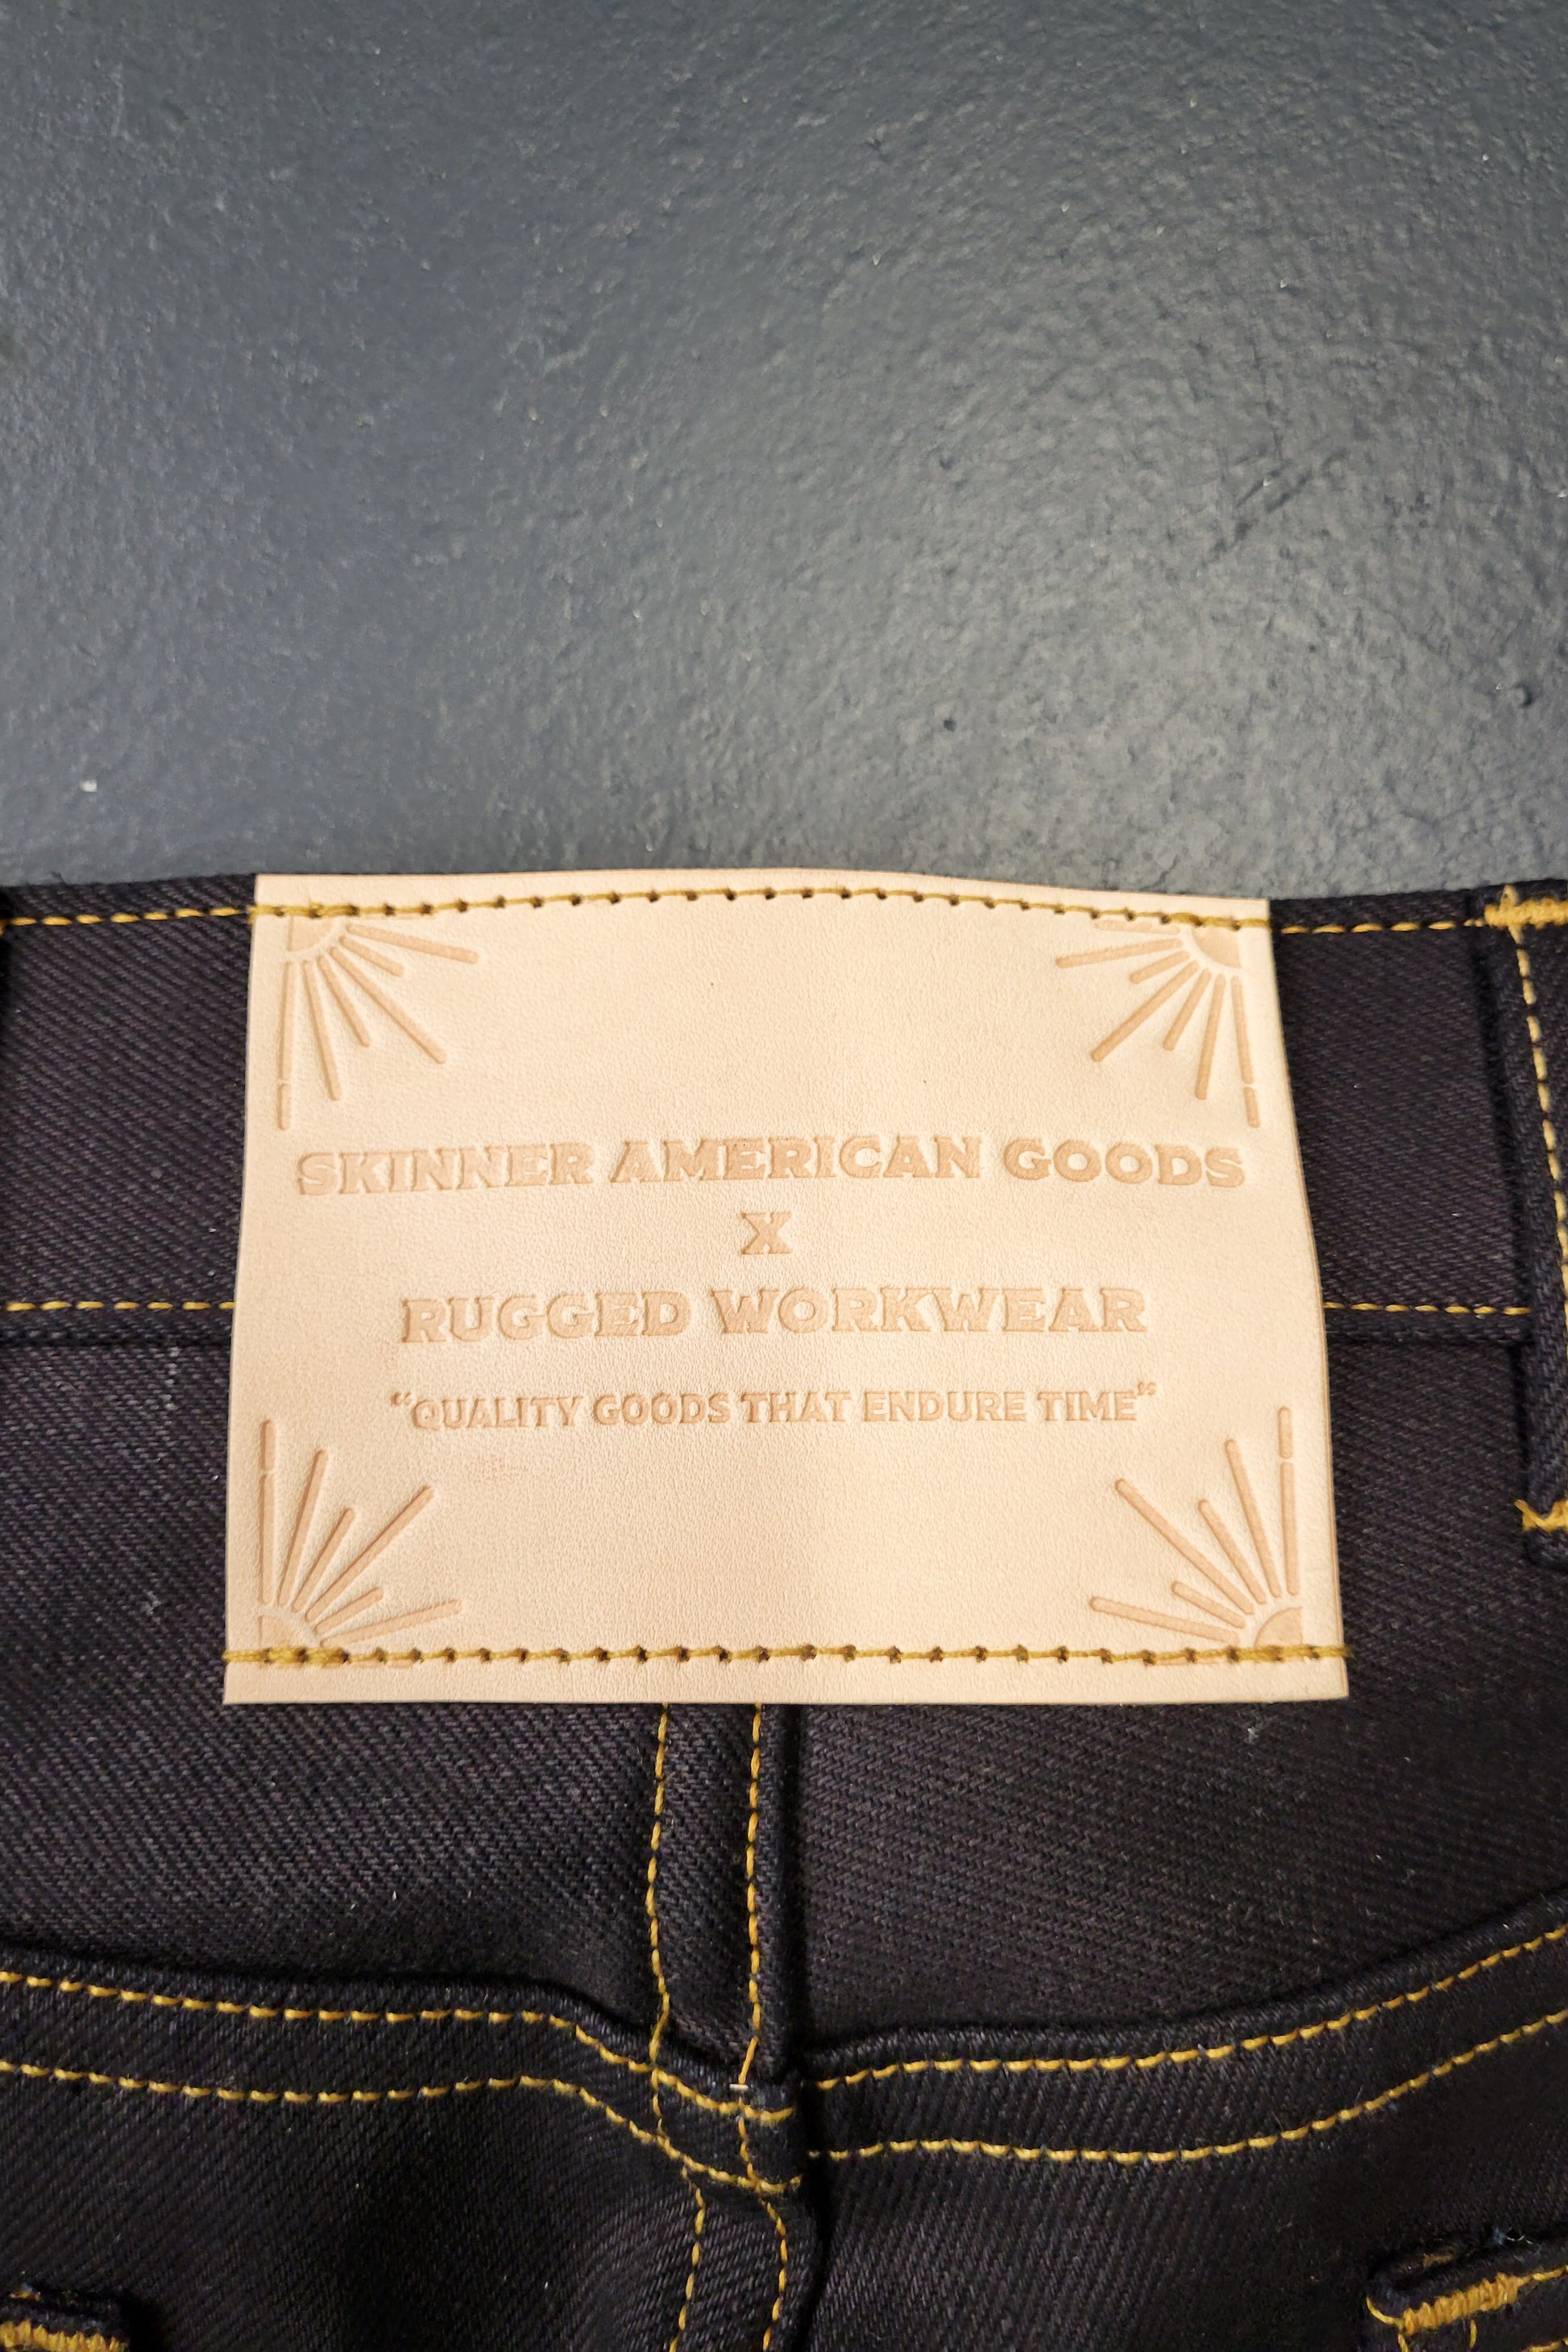 SKINNER AMERICAN GOODS
X
RUGGED WORKWEAR
“QUALITY GOODS THAT ENDURE TIME”